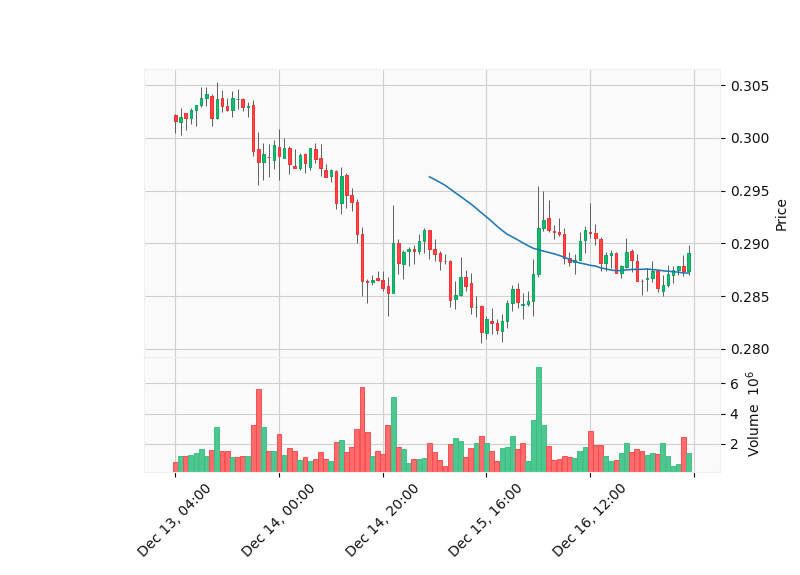 0.305
0.300
0.295
0.290
0.285
0.280
Price
6
4
2
Volume 10^6
Dec 13, 04:00
Dec 14, 00:00
Dec 14, 20:00
Dec 15, 16:00
Dec 16, 12:00